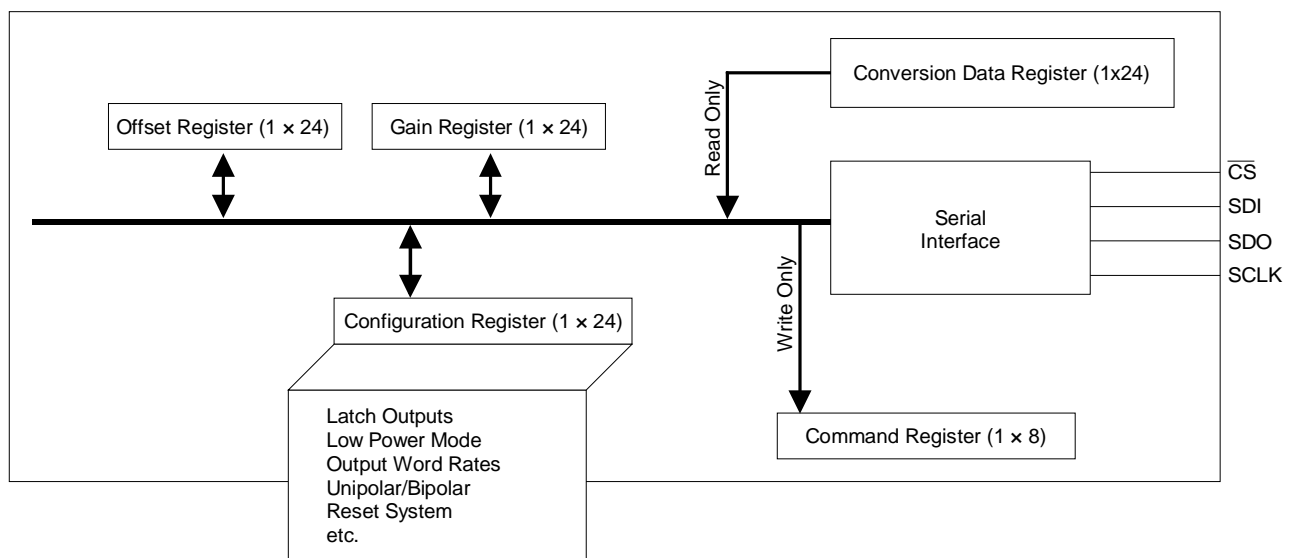 Conversion Data Register (1x24)
Offset Register (1 × 24)
Gain Register (1 × 24)
Read Only
Serial
Interface
C̅S̅
SDI
SDO
SCLK
Configuration Register (1 × 24)
Write Only
Latch Outputs
Low Power Mode
Output Word Rates
Unipolar/Bipolar
Reset System
etc.
Command Register (1 × 8)